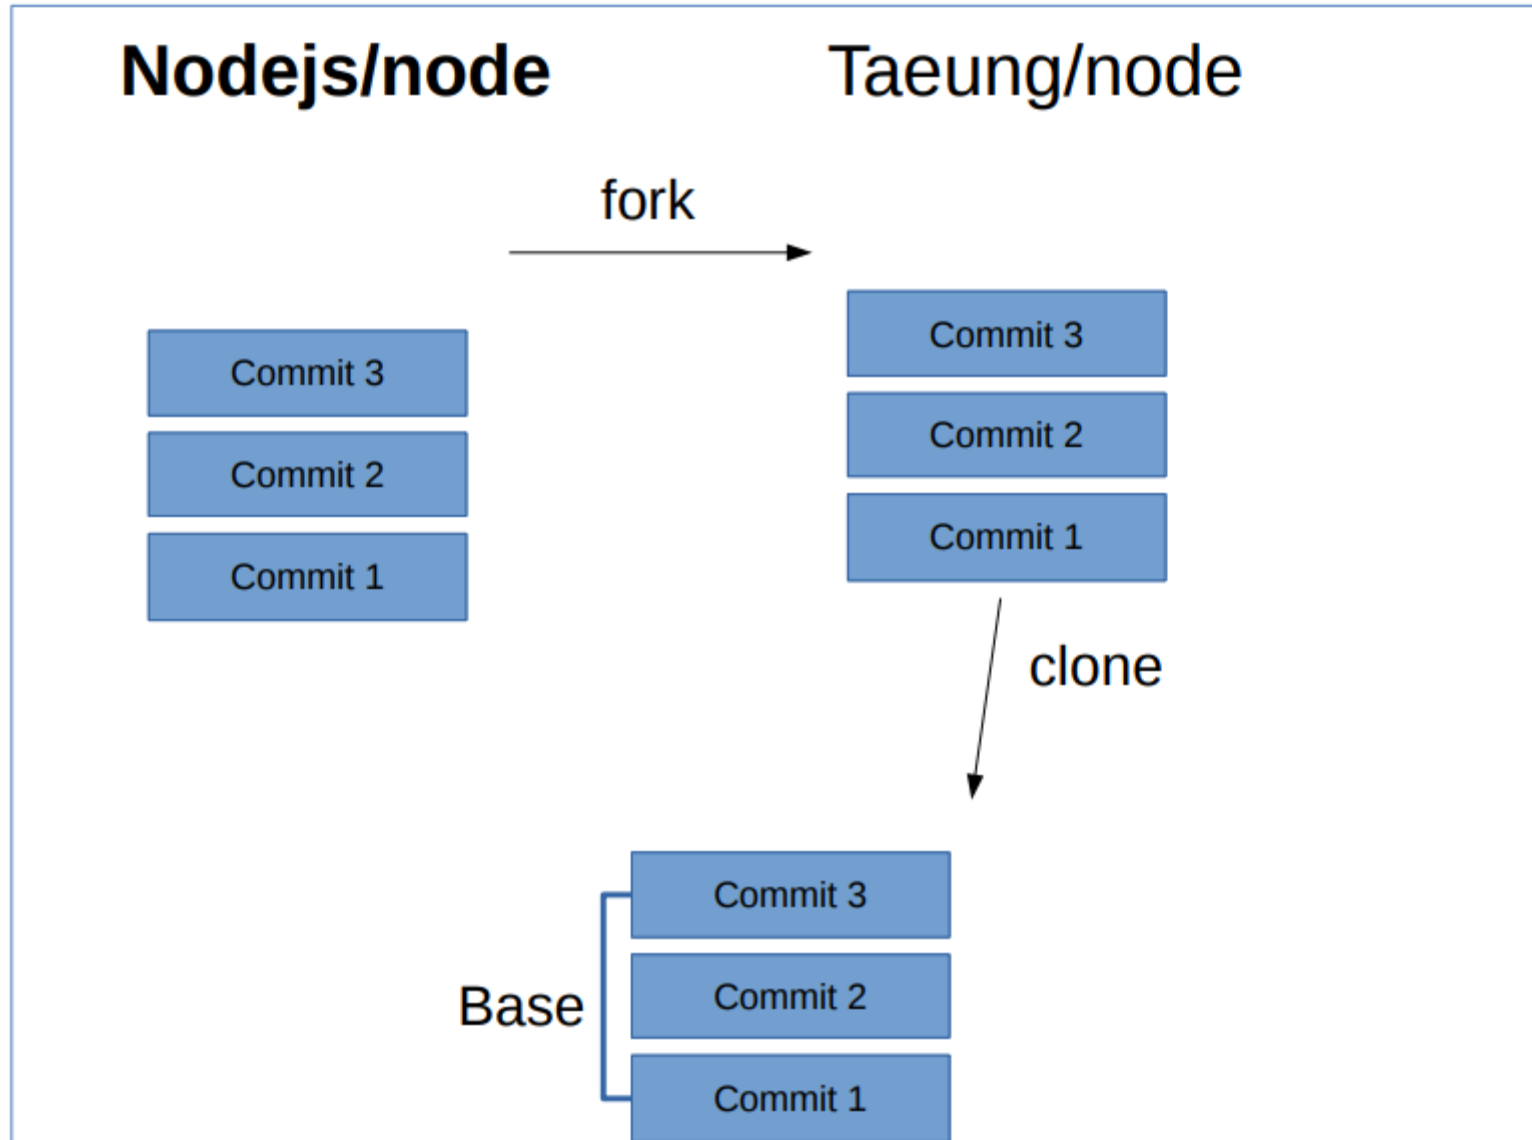 Nodejs/node
Taeung/node
fork
Commit 3
Commit 2
Commit 1
Commit 3
Commit 2
Commit 1
clone
Base
Commit 3
Commit 2
Commit 1